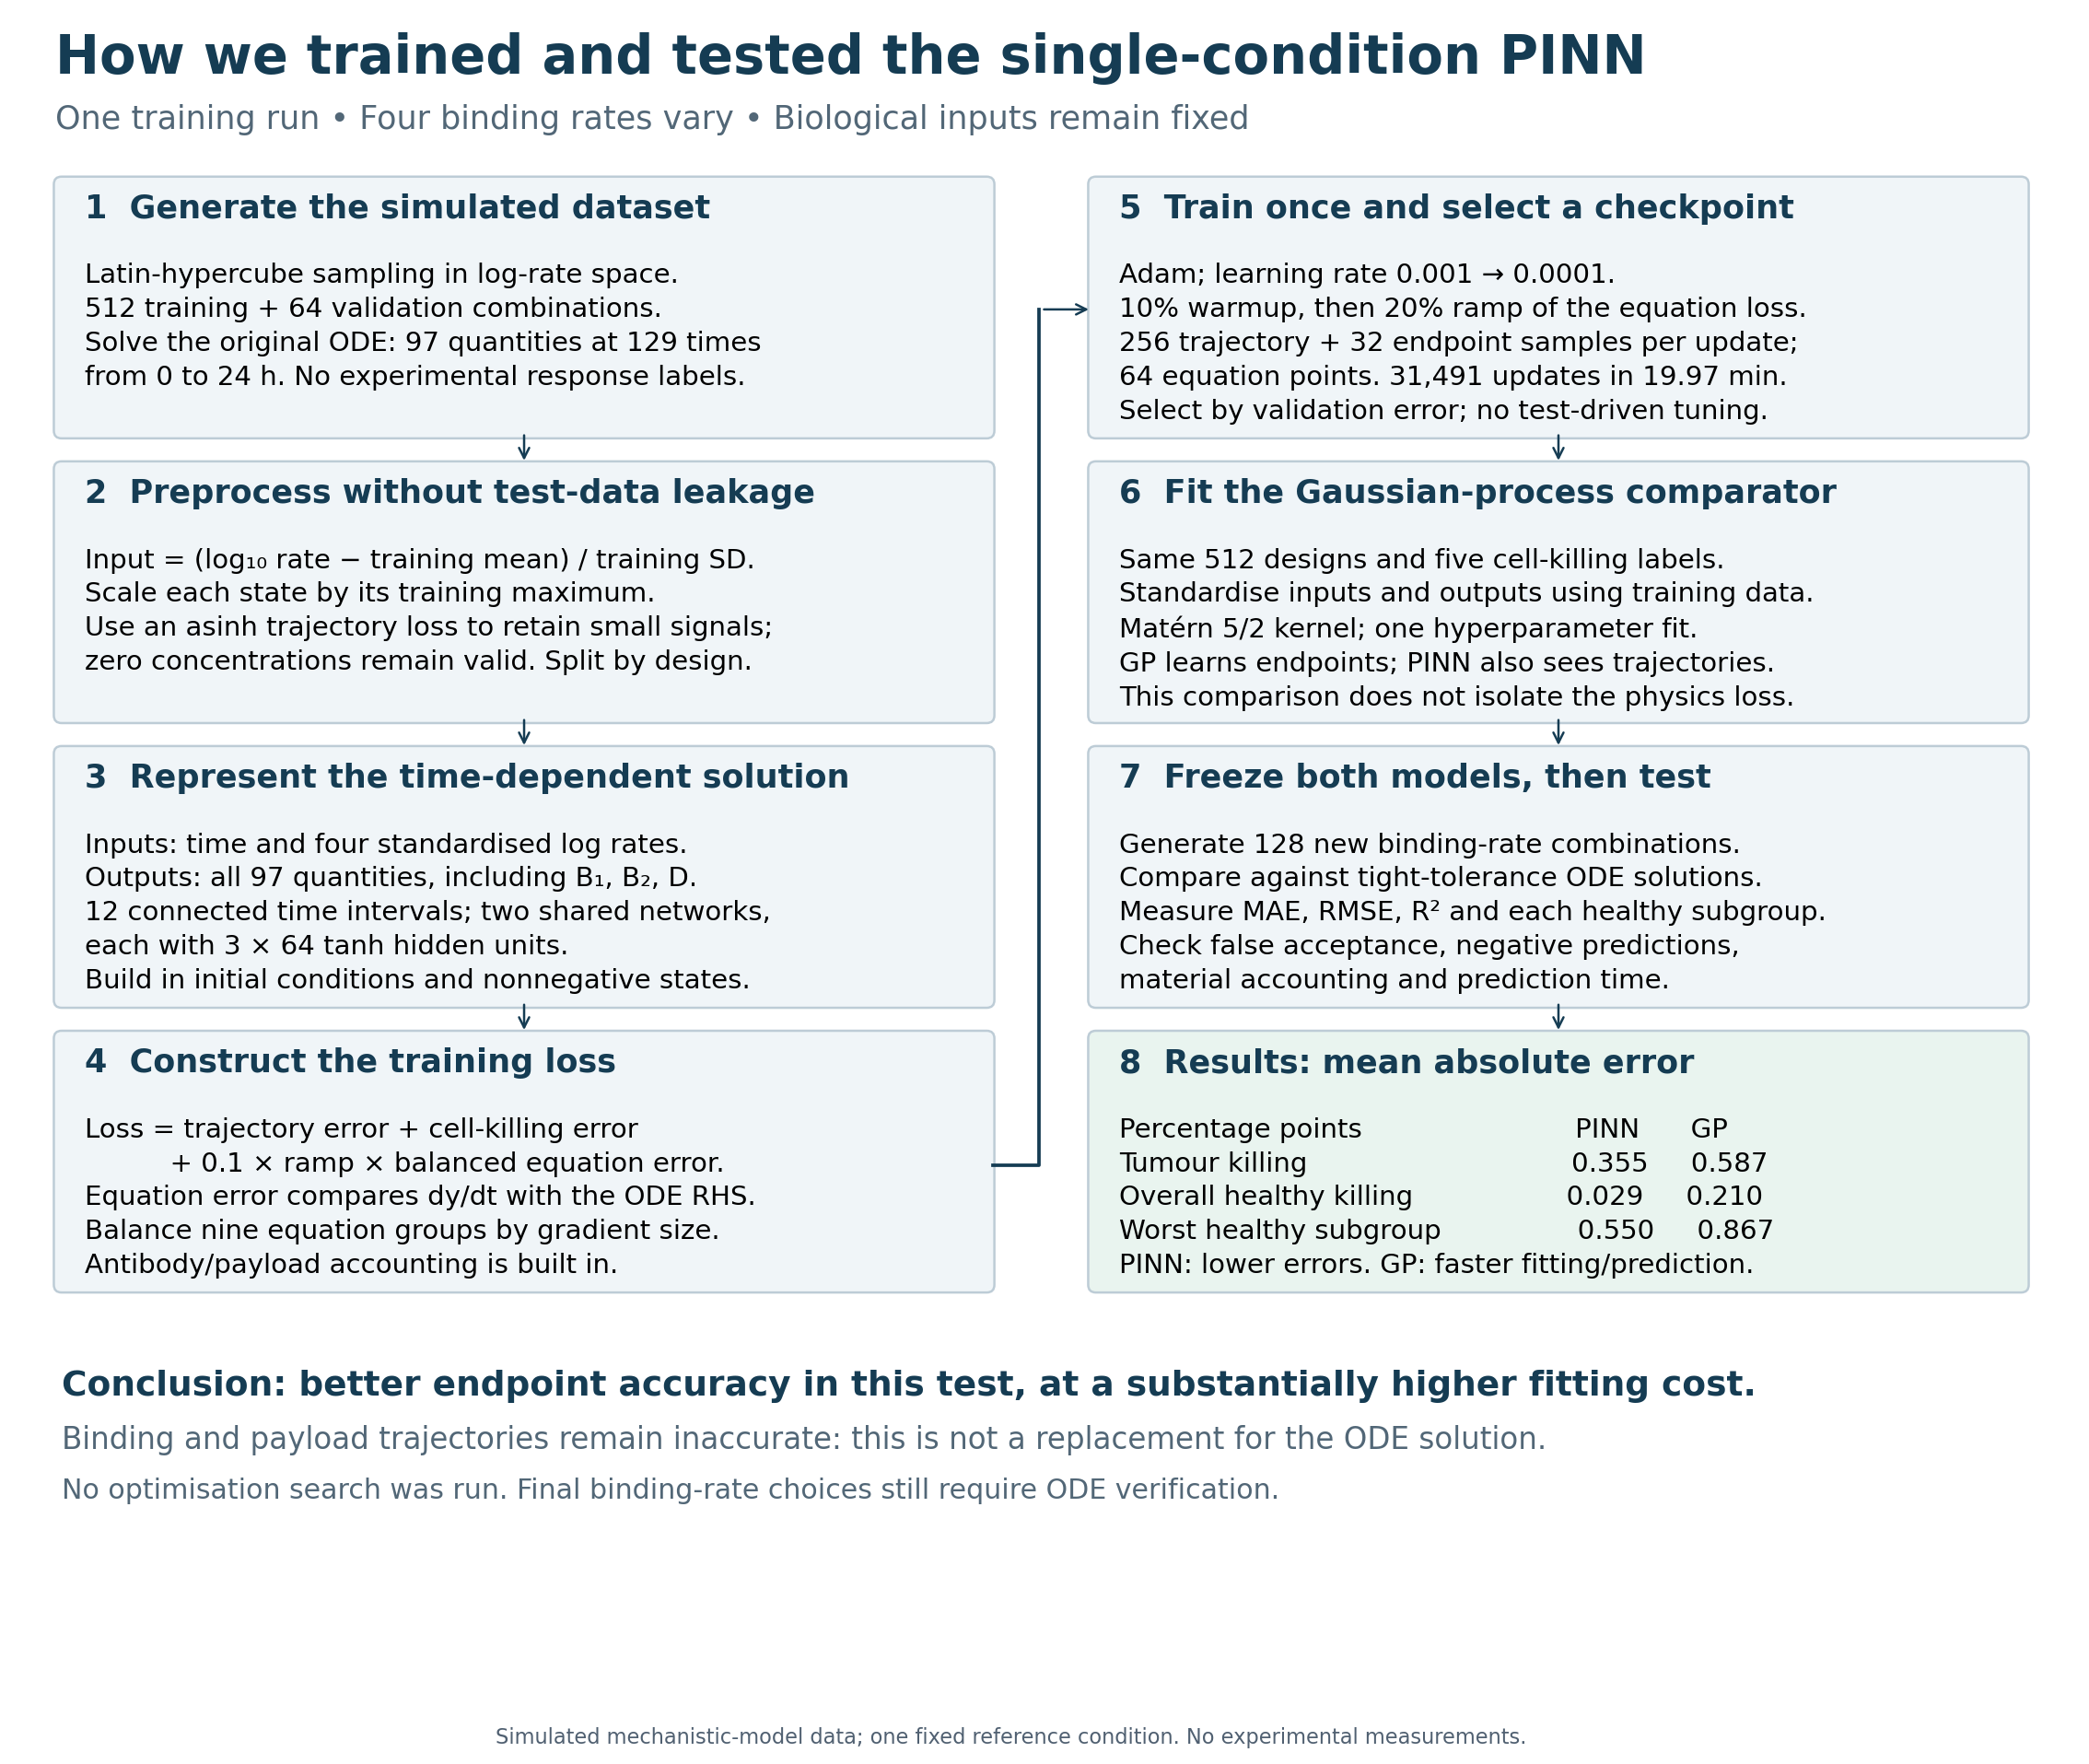 How we trained and tested the single-condition PINN
One training run • Four binding rates vary • Biological inputs remain fixed
1 Generate the simulated dataset
Latin-hypercube sampling in log-rate space.
512 training + 64 validation combinations.
Solve the original ODE: 97 quantities at 129 times
from 0 to 24 h. No experimental response labels.
2 Preprocess without test-data leakage
Input = (log₁₀ rate − training mean) / training SD.
Scale each state by its training maximum.
Use an asinh trajectory loss to retain small signals;
zero concentrations remain valid. Split by design.
3 Represent the time-dependent solution
Inputs: time and four standardised log rates.
Outputs: all 97 quantities, including B₁, B₂, D.
12 connected time intervals; two shared networks,
each with 3 × 64 tanh hidden units.
Build in initial conditions and nonnegative states.
4 Construct the training loss
Loss = trajectory error + cell-killing error
+ 0.1 × ramp × balanced equation error.
Equation error compares dy/dt with the ODE RHS.
Balance nine equation groups by gradient size.
Antibody/payload accounting is built in.
5 Train once and select a checkpoint
Adam; learning rate 0.001 → 0.0001.
10% warmup, then 20% ramp of the equation loss.
256 trajectory + 32 endpoint samples per update;
64 equation points. 31,491 updates in 19.97 min.
Select by validation error; no test-driven tuning.
6 Fit the Gaussian-process comparator
Same 512 designs and five cell-killing labels.
Standardise inputs and outputs using training data.
Matérn 5/2 kernel; one hyperparameter fit.
GP learns endpoints; PINN also sees trajectories.
This comparison does not isolate the physics loss.
7 Freeze both models, then test
Generate 128 new binding-rate combinations.
Compare against tight-tolerance ODE solutions.
Measure MAE, RMSE, R² and each healthy subgroup.
Check false acceptance, negative predictions,
material accounting and prediction time.
8 Results: mean absolute error
Percentage points PINN GP
Tumour killing 0.355 0.587
Overall healthy killing 0.029 0.210
Worst healthy subgroup 0.550 0.867
PINN: lower errors. GP: faster fitting/prediction.
Conclusion: better endpoint accuracy in this test, at a substantially higher fitting cost.
Binding and payload trajectories remain inaccurate: this is not a replacement for the ODE solution.
No optimisation search was run. Final binding-rate choices still require ODE verification.
Simulated mechanistic-model data; one fixed reference condition. No experimental measurements.